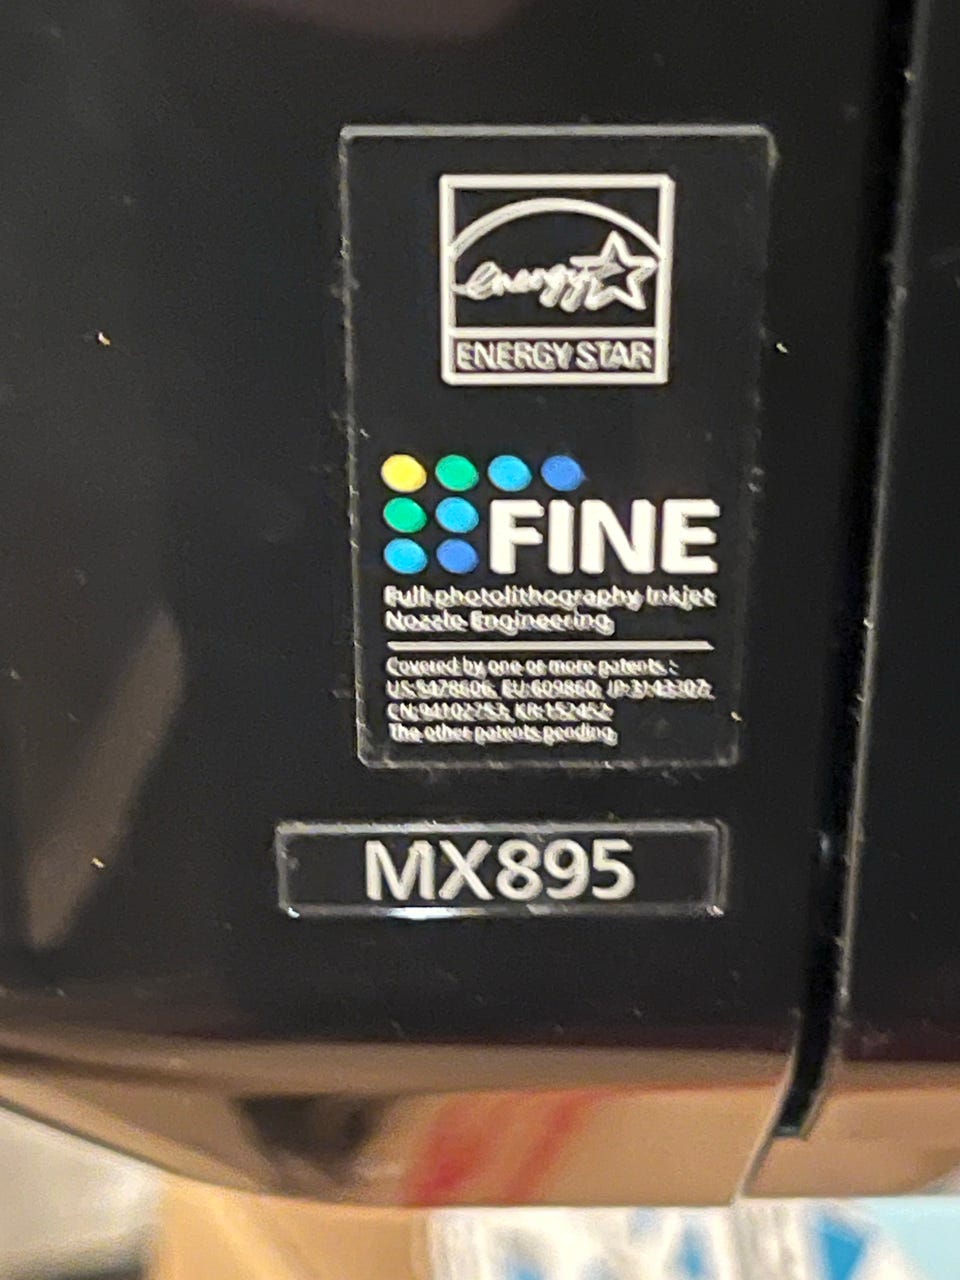 energy
ENERGY STAR
FINE
Full-photolithography Inkjet
Nozzle Engineering
Covered by one or more patents.:
US:5478606, EU:609860, JP:3143307,
CN:94102753, KR:152452
The other patents pending.
MX895